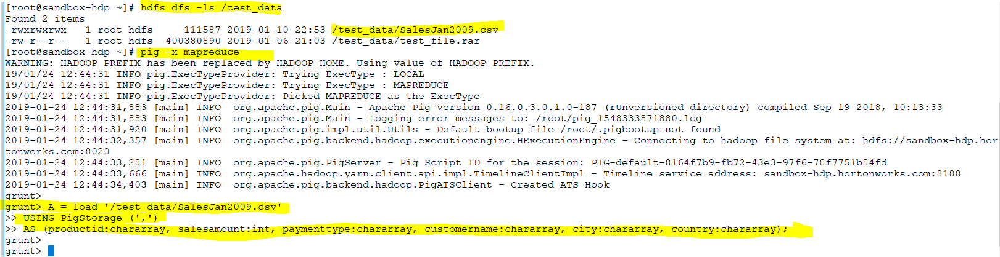 [root@sandbox-hdp ~]# hdfs dfs -ls /test_data
Found 2 items
-rwxrwxrwx   1 root hdfs     111587 2019-01-10 22:53 /test_data/SalesJan2009.csv
-rw-r--r--   1 root hdfs  400380890 2019-01-06 21:03 /test_data/test_file.rar
[root@sandbox-hdp ~]# pig -x mapreduce
WARNING: HADOOP_PREFIX has been replaced by HADOOP_HOME. Using value of HADOOP_PREFIX.
19/01/24 12:44:31 INFO pig.ExecTypeProvider: Trying ExecType : LOCAL
19/01/24 12:44:31 INFO pig.ExecTypeProvider: Trying ExecType : MAPREDUCE
19/01/24 12:44:31 INFO pig.ExecTypeProvider: Picked MAPREDUCE as the ExecType
2019-01-24 12:44:31,883 [main] INFO  org.apache.pig.Main - Apache Pig version 0.16.0.3.0.1.0-187 (rUnversioned directory) compiled Sep 19 2018, 10:13:33
2019-01-24 12:44:31,883 [main] INFO  org.apache.pig.Main - Logging error messages to: /root/pig_1548333871880.log
2019-01-24 12:44:31,920 [main] INFO  org.apache.pig.impl.util.Utils - Default bootup file /root/.pigbootup not found
2019-01-24 12:44:32,357 [main] INFO  org.apache.pig.backend.hadoop.executionengine.HExecutionEngine - Connecting to hadoop file system at: hdfs://sandbox-hdp.hor
tonworks.com:8020
2019-01-24 12:44:33,281 [main] INFO  org.apache.pig.PigServer - Pig Script ID for the session: PIG-default-8164f7b9-fb72-43e3-97f6-78f7751b84fd
2019-01-24 12:44:33,666 [main] INFO  org.apache.hadoop.yarn.client.api.impl.TimelineClientImpl - Timeline service address: sandbox-hdp.hortonworks.com:8188
2019-01-24 12:44:34,403 [main] INFO  org.apache.pig.backend.hadoop.PigATSClient - Created ATS Hook
grunt>
grunt> A = load '/test_data/SalesJan2009.csv'
>> USING PigStorage (',')
>> AS (productid:chararray, salesamount:int, paymenttype:chararray, customername:chararray, city:chararray, country:chararray);
grunt>
grunt>